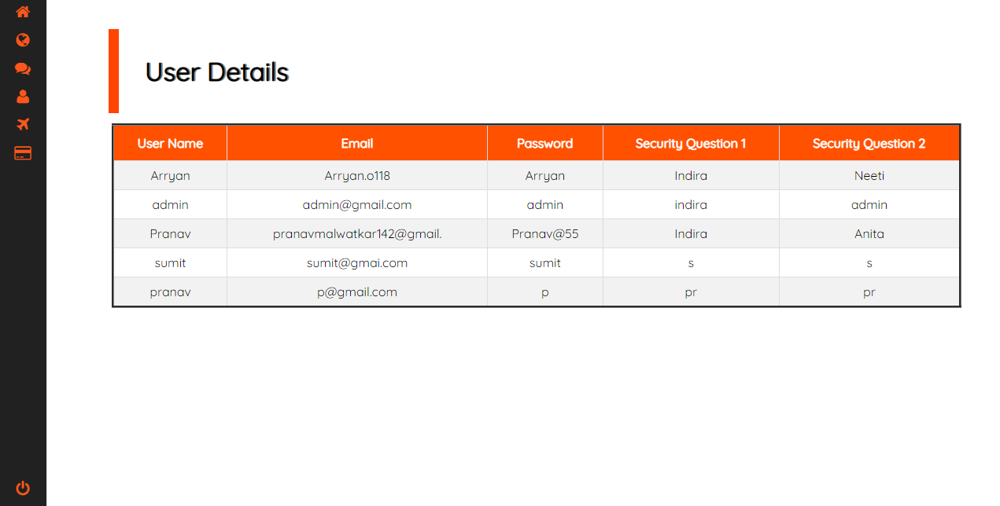 User Details
User Name Email Password Security Question 1 Security Question 2
Arryan Arryan.o118 Arryan Indira Neeti
admin admin@gmail.com admin indira admin
Pranav pranavmalwatkar142@gmail. Pranav@55 Indira Anita
sumit sumit@gmai.com sumit s s
pranav p@gmail.com p pr pr